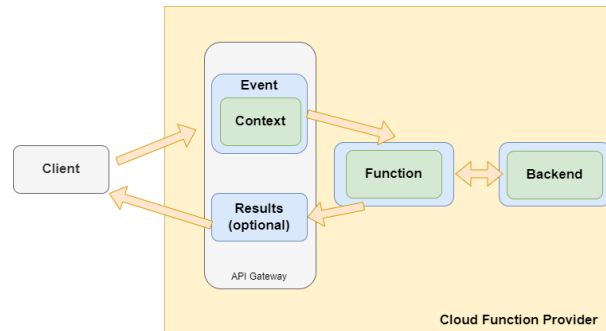 Event
Context
Client
Function
Backend
Results
(optional)
API Gateway
Cloud Function Provider